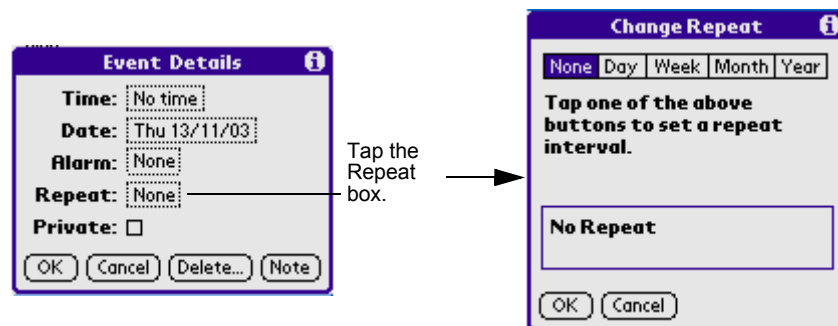 Event Details
Time: No time
Date: Thu 13/11/03
Alarm: None
Repeat: None
Private:
OK Cancel Delete... Note
Tap the
Repeat
box.
Change Repeat
None Day Week Month Year
Tap one of the above
buttons to set a repeat
interval.
No Repeat
OK Cancel